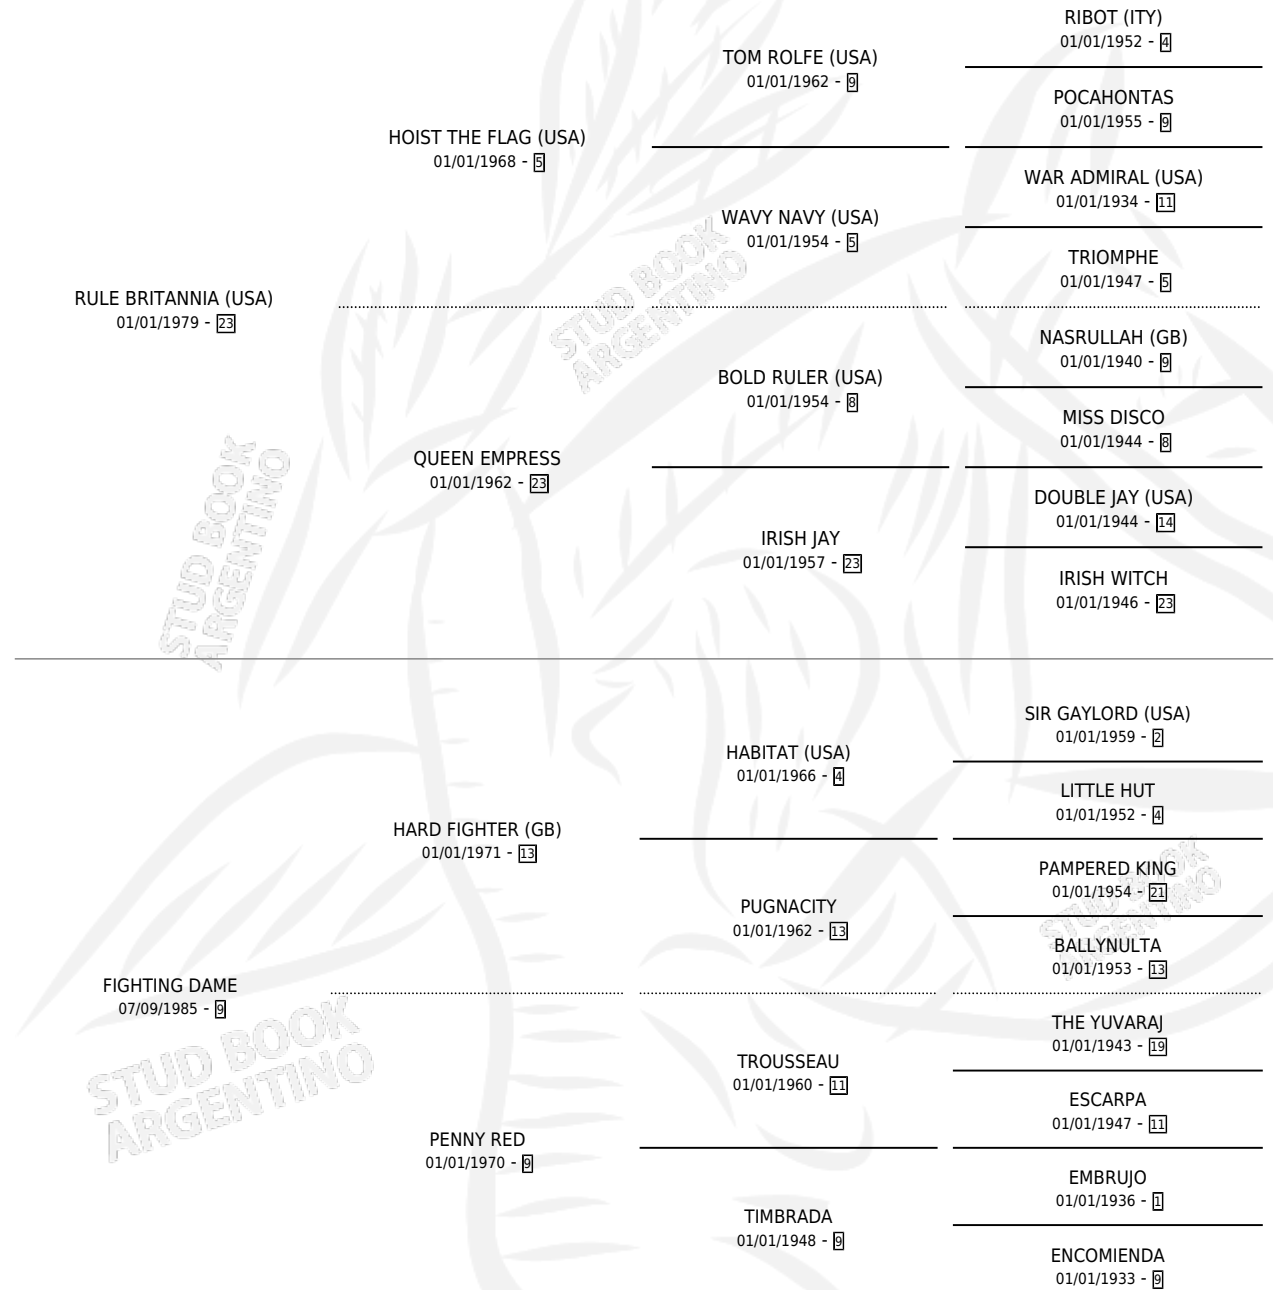 RIBOT (ITY)
01/01/1952 - 4
TOM ROLFE (USA)
01/01/1962 - 9
POCAHONTAS
01/01/1955 - 9
HOIST THE FLAG (USA)
01/01/1968 - 5
WAR ADMIRAL (USA)
01/01/1934 - 11
WAVY NAVY (USA)
01/01/1954 - 5
TRIOMPHE
01/01/1947 - 5
RULE BRITANNIA (USA)
01/01/1979 - 23
NASRULLAH (GB)
01/01/1940 - 9
BOLD RULER (USA)
01/01/1954 - 8
MISS DISCO
01/01/1944 - 8
QUEEN EMPRESS
01/01/1962 - 23
DOUBLE JAY (USA)
01/01/1944 - 14
IRISH JAY
01/01/1957 - 23
IRISH WITCH
01/01/1946 - 23
SIR GAYLORD (USA)
01/01/1959 - 2
HABITAT (USA)
01/01/1966 - 4
LITTLE HUT
01/01/1952 - 4
HARD FIGHTER (GB)
01/01/1971 - 13
PAMPERED KING
01/01/1954 - 21
PUGNACITY
01/01/1962 - 13
BALLYNULTA
01/01/1953 - 13
FIGHTING DAME
07/09/1985 - 9
THE YUVARAJ
01/01/1943 - 19
TROUSSEAU
01/01/1960 - 11
ESCARPA
01/01/1947 - 11
PENNY RED
01/01/1970 - 9
EMBRUJO
01/01/1936 - 1
TIMBRADA
01/01/1948 - 9
ENCOMIENDA
01/01/1933 - 9
STUD BOOK
ARGENTINO
STUD BOOK
ARGENTINO
STUD BOOK
ARGENTINO
STUD BOOK
ARGENTINO